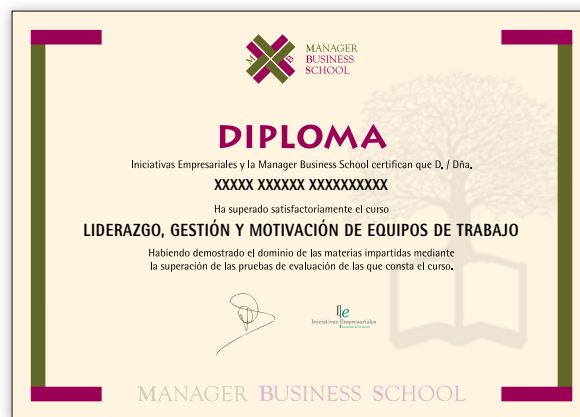 M B
MANAGER
BUSINESS
SCHOOL
DIPLOMA
Iniciativas Empresariales y la Manager Business School certifican que D. / Dña.
XXXXX XXXXXX XXXXXXXXXX
Ha superado satisfactoriamente el curso
LIDERAZGO, GESTIÓN Y MOTIVACIÓN DE EQUIPOS DE TRABAJO
Habiendo demostrado el dominio de las materias impartidas mediante
la superación de las pruebas de evaluación de las que consta el curso.
Iniciativas Empresariales
MANAGER BUSINESS SCHOOL